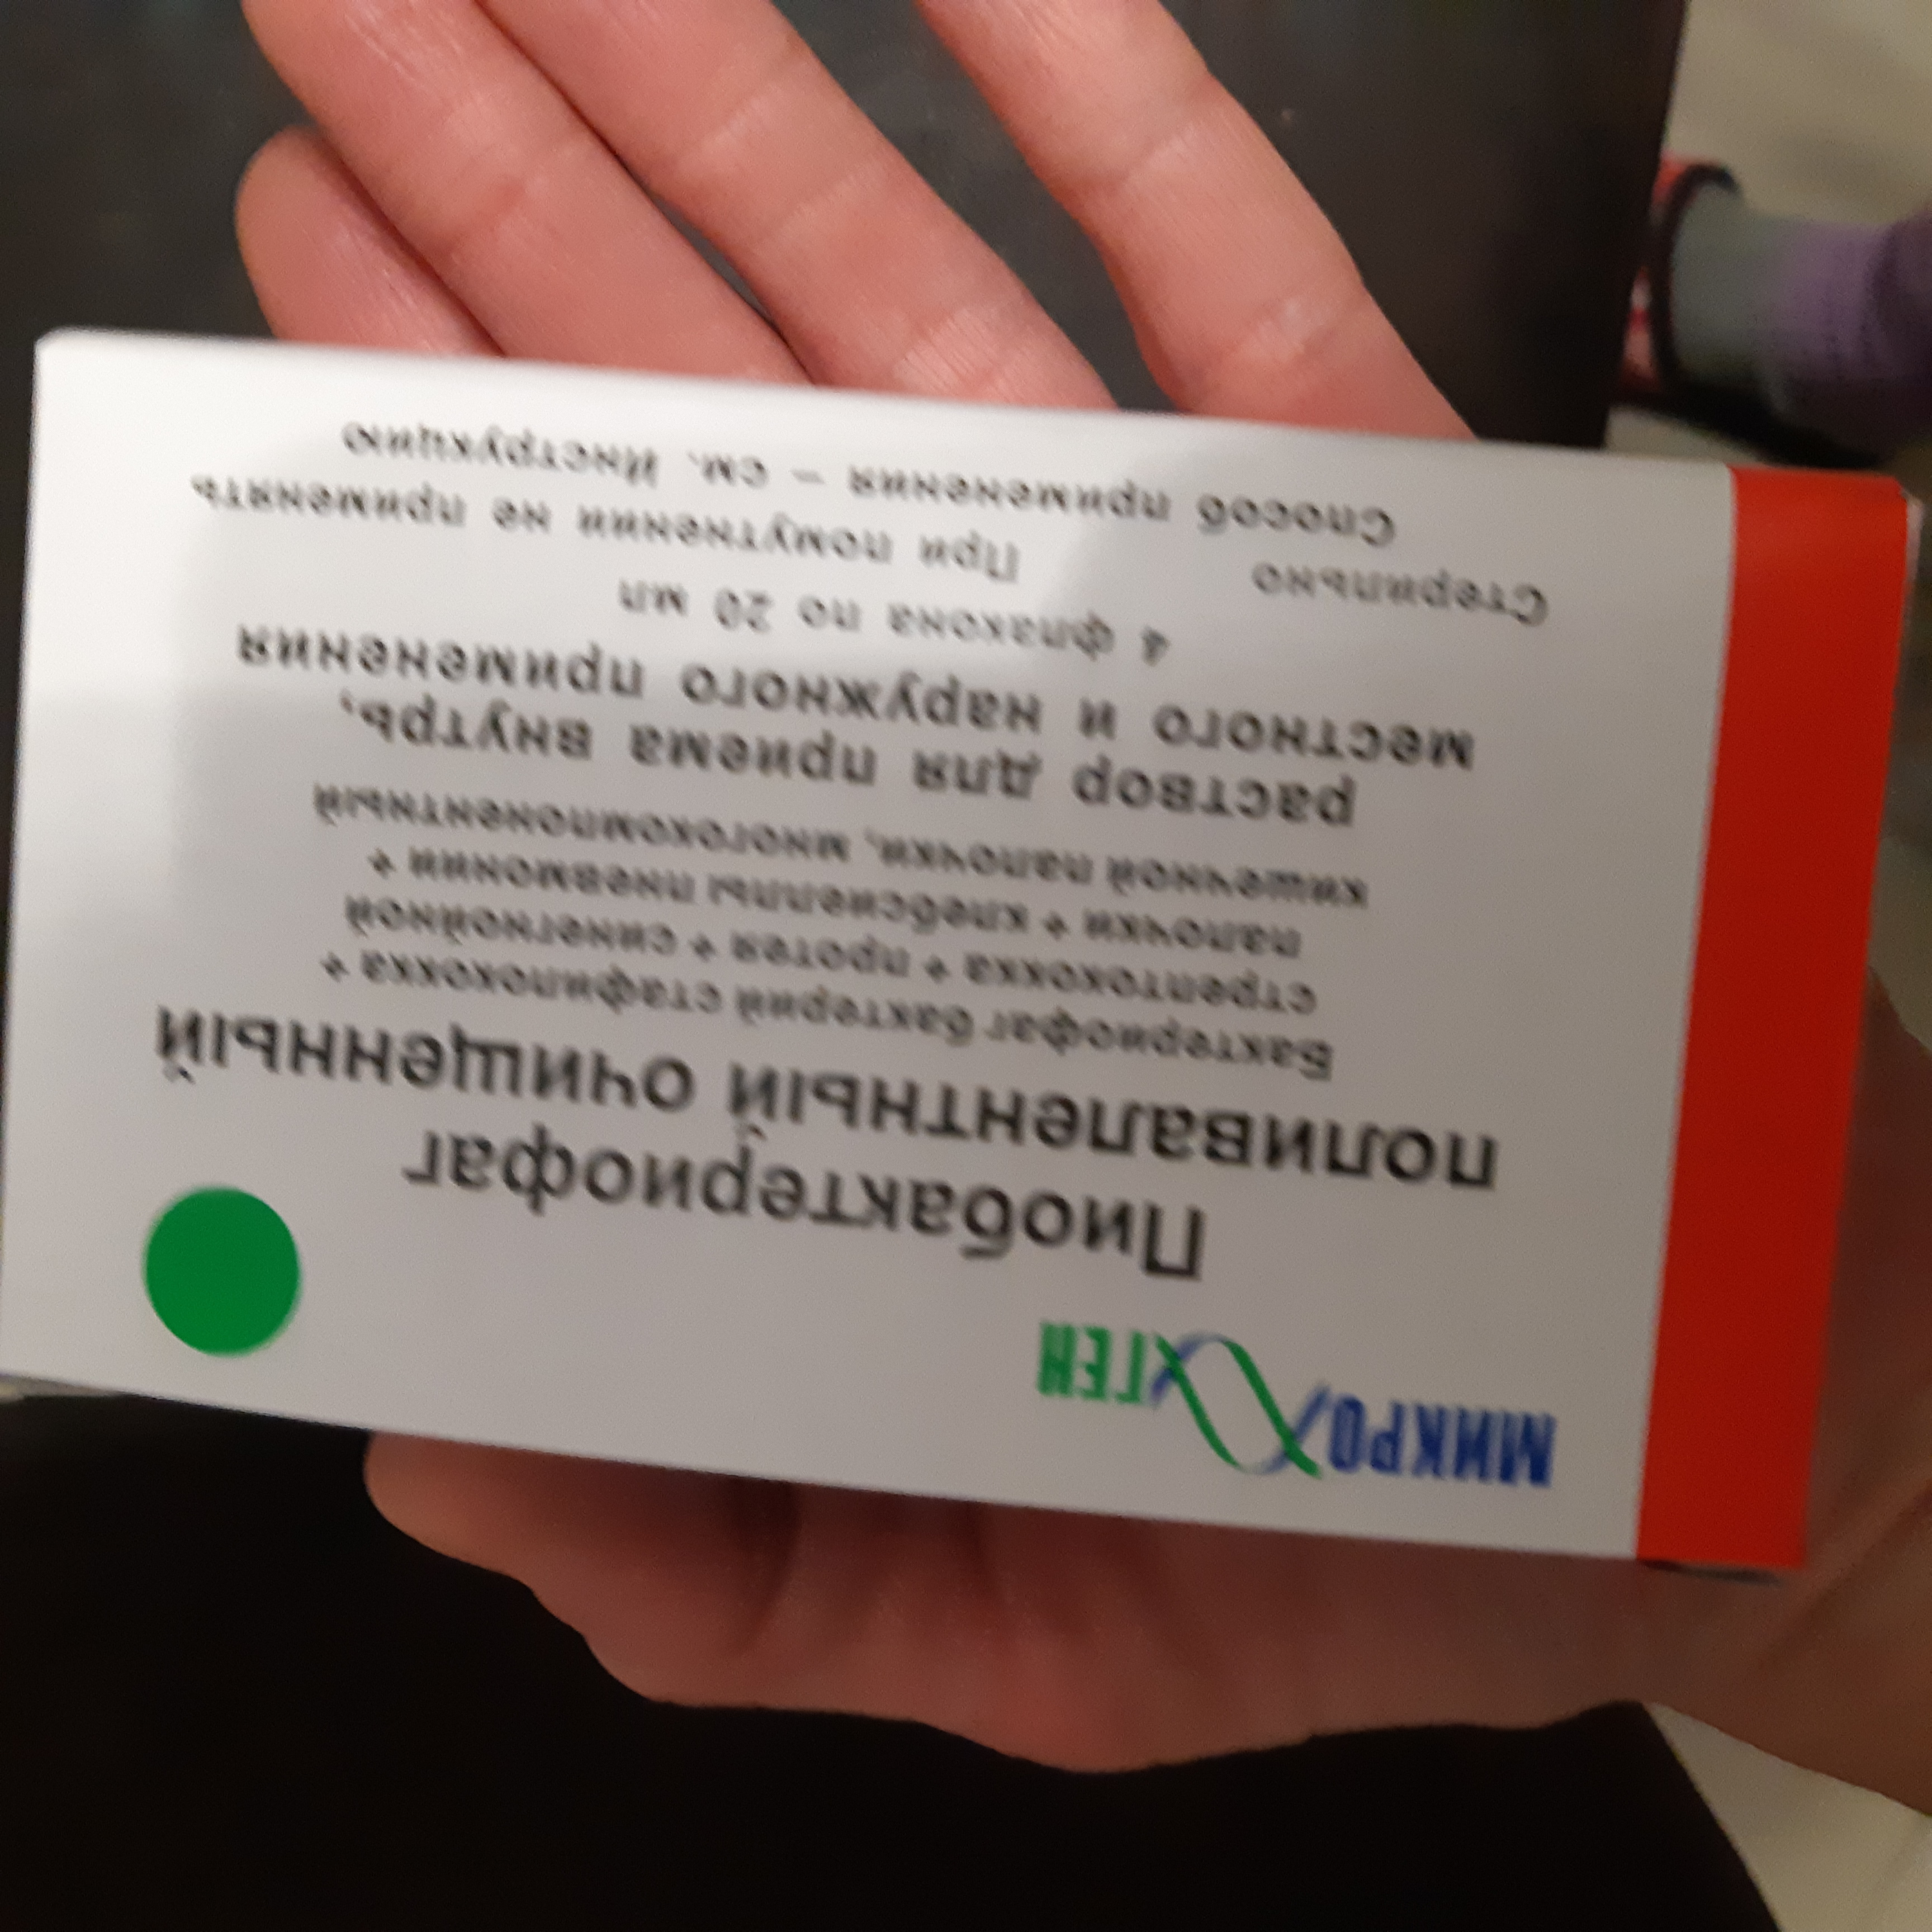 МИКРОГЕН
Пиобактериофаг
поливалентный очищенный
Бактериофаг бактерий стафилококка +
стрептококка + протея + синегнойной
палочки + клебсиеллы пневмонии +
кишечной палочки, многокомпонентный
раствор для приема внутрь,
местного и наружного применения
4 флакона по 20 мл
Стерильно При помутнении не применять
Способ применения – см. Инструкцию